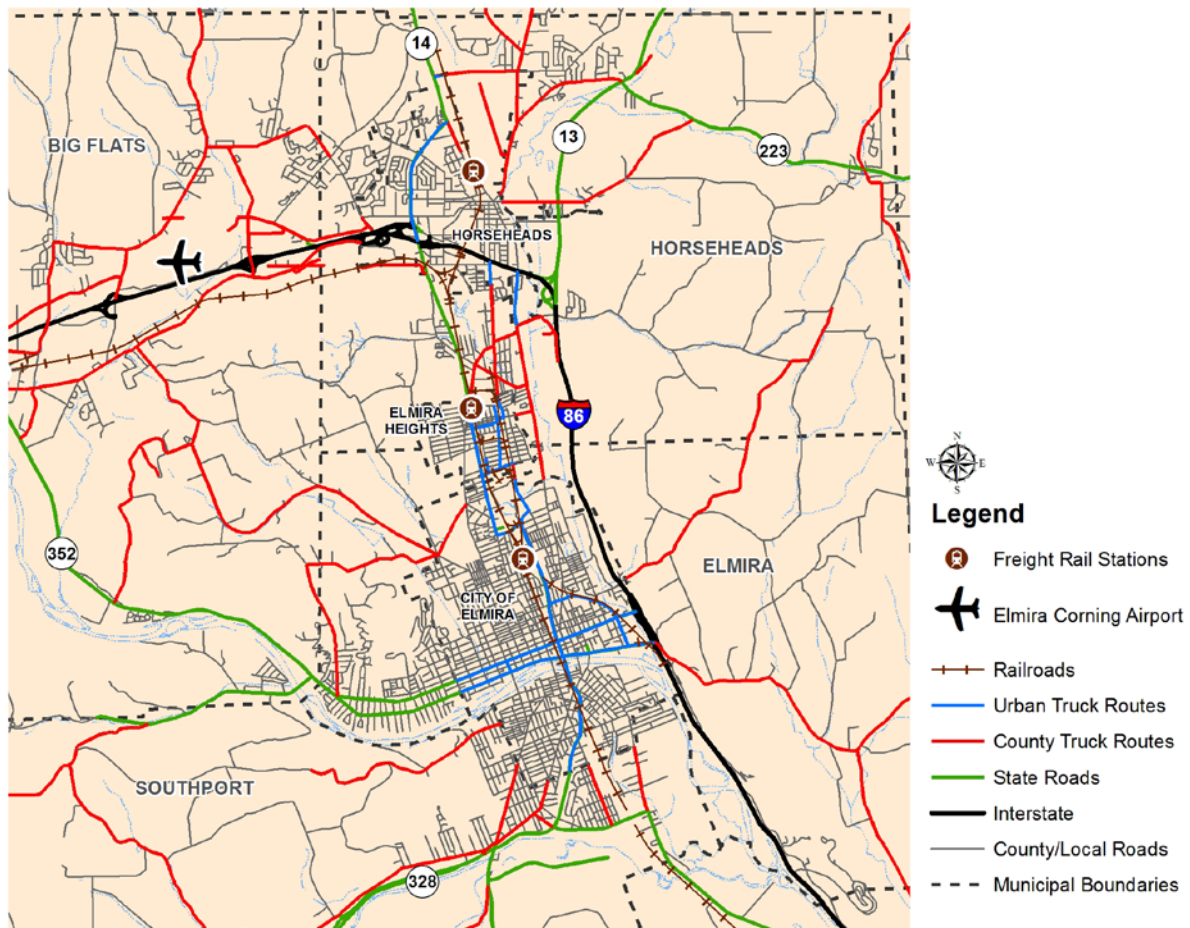 14
BIG FLATS
13
223
HORSEHEADS
HORSEHEADS
ELMIRA
HEIGHTS
86
352
ELMIRA
CITY OF
ELMIRA
SOUTHPORT
328
N
W
E
S
Legend
Freight Rail Stations
Elmira Corning Airport
Railroads
Urban Truck Routes
County Truck Routes
State Roads
Interstate
County/Local Roads
Municipal Boundaries